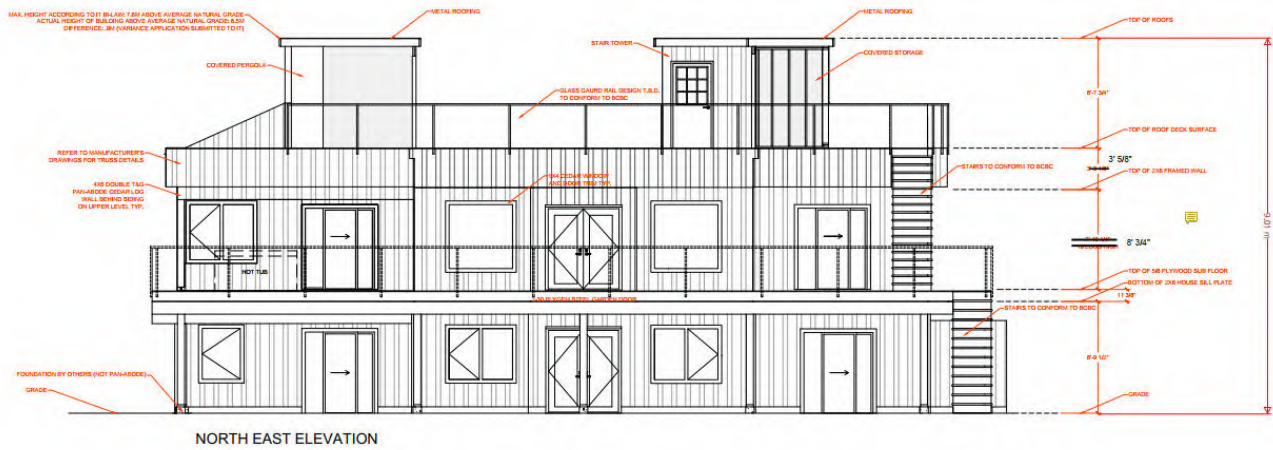 MAX. HEIGHT ACCORDING TO IT BI-LAW: 7.6M ABOVE AVERAGE NATURAL GRADE
ACTUAL HEIGHT OF BUILDING ABOVE AVERAGE NATURAL GRADE: 8.5M
DIFFERENCE: .9M (VARIANCE APPLICATION SUBMITTED TO IT)
METAL ROOFING
METAL ROOFING
TOP OF ROOFS
STAIR TOWER
COVERED STORAGE
COVERED PERGOLA
GLASS GAURD RAIL DESIGN T.B.D.
TO CONFORM TO BCBC
8'-7 3/4"
TOP OF ROOF DECK SURFACE
REFER TO MANUFACTURER'S
DRAWINGS FOR TRUSS DETAILS
STAIRS TO CONFORM TO BCBC
3' 5/8"
TOP OF 2X6 FRAMED WALL
4X6 DOUBLE T&G
PAN-ABODE CEDAR LOG
WALL BEHIND SIDING
ON UPPER LEVEL TYP.
5X4 CEDAR WINDOW
AND DOOR TRIM TYP.
9.01 m
8' 3/4"
HOT TUB
TOP OF 5/8 PLYWOOD SUB FLOOR
BOTTOM OF 2X6 HOUSE SILL PLATE
11 3/8"
STAIRS TO CONFORM TO BCBC
8'-9 1/2"
FOUNDATION BY OTHERS (NOT PAN-ABODE)
GRADE
GRADE
NORTH EAST ELEVATION